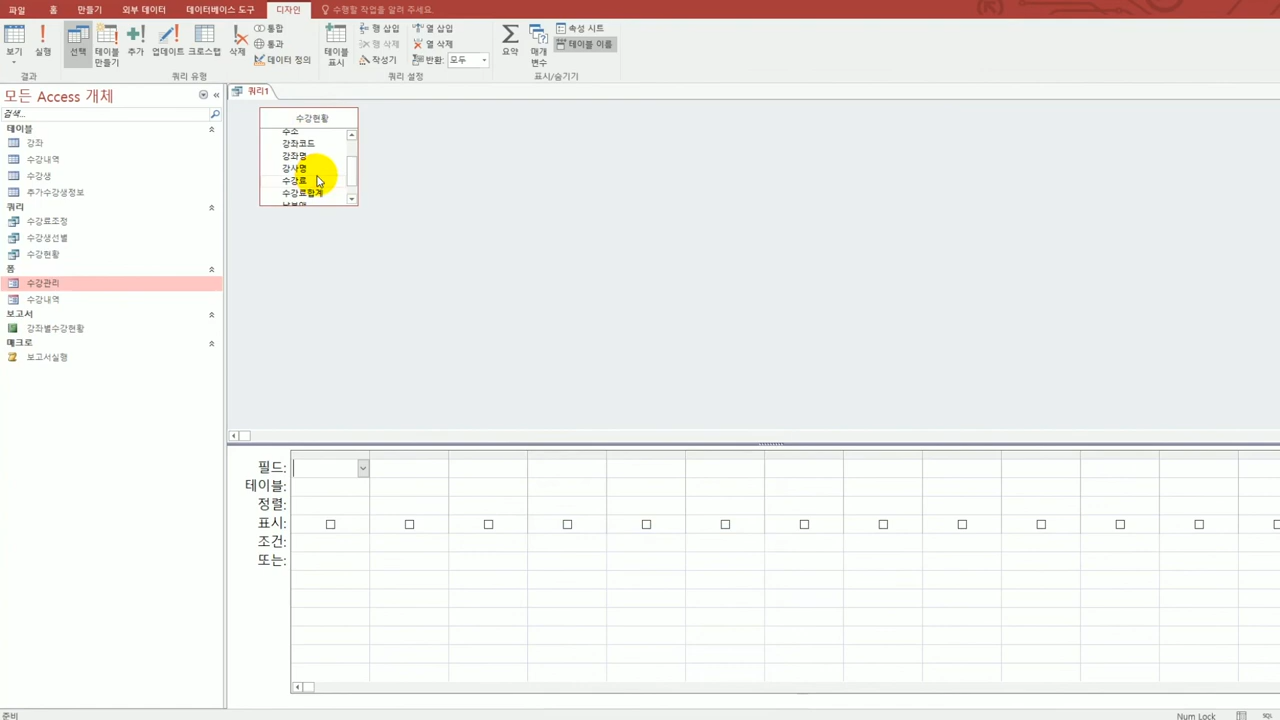 파일 홈 만들기 외부 데이터 데이터베이스 도구 디자인 수행할 작업을 알려 주세요.
보기 실행 선택 테이블 만들기 추가 업데이트 크로스탭 삭제 통합 통과 데이터 정의 테이블 표시 행 삽입 행 삭제 작성기 열 삽입 열 삭제 반환: 모두 요약 매개 변수 속성 시트 테이블 이름
결과 쿼리 유형 쿼리 설정 표시/숨기기
모든 Access 개체
검색...
테이블
강좌
수강내역
수강생
추가수강생정보
쿼리
수강료조정
수강생선별
수강현황
폼
수강관리
수강내역
보고서
강좌별수강현황
매크로
보고서실행
쿼리1
수강현황
강좌코드
강좌명
강사명
수강료
수강료합계
필드:
테이블:
정렬:
표시:
조건:
또는:
준비
Num Lock
SQL